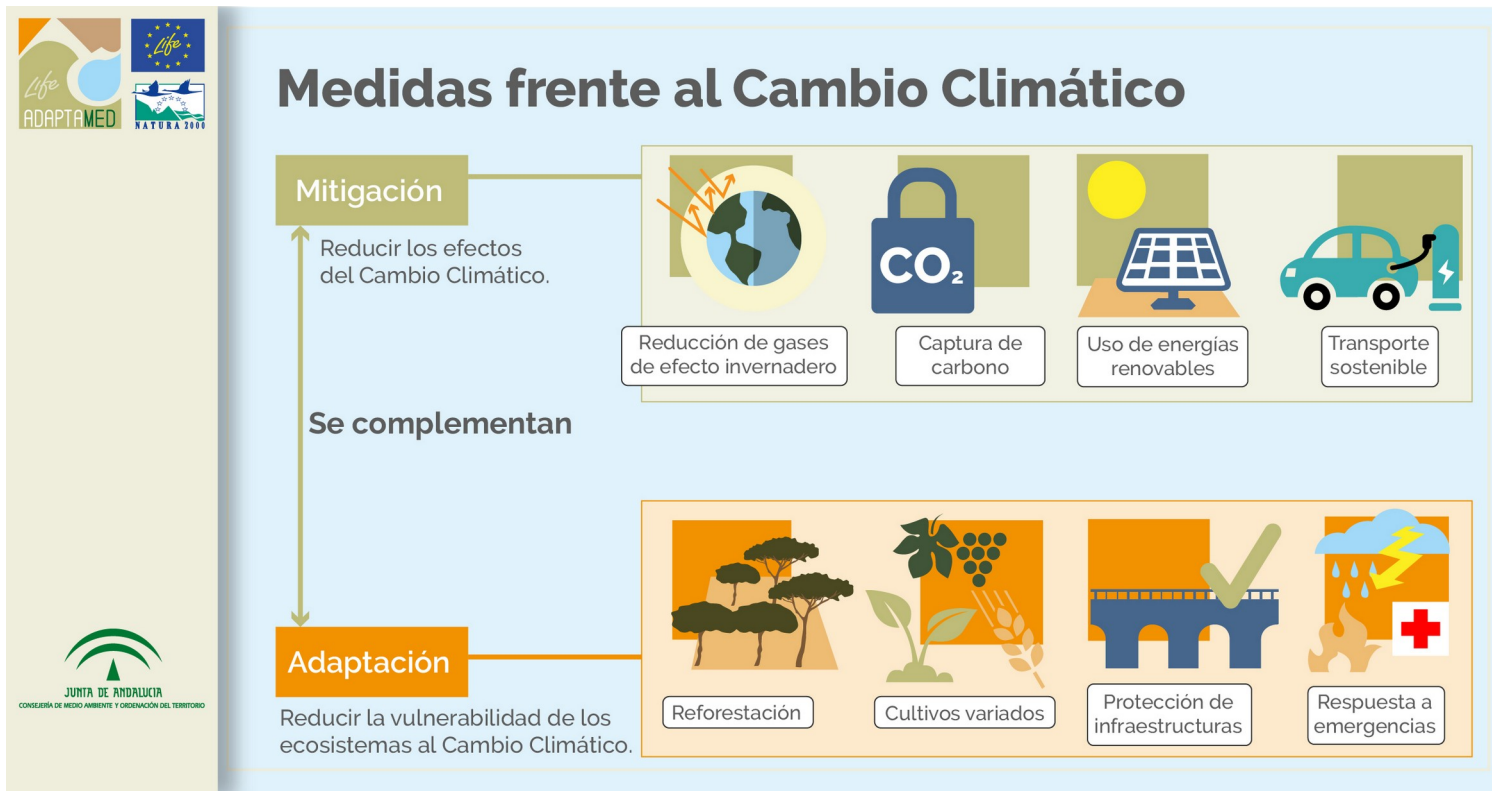 Life
ADAPTAMED
Life
NATURA 2000
Medidas frente al Cambio Climático
Mitigación
Reducir los efectos
del Cambio Climático.
CO₂
Reducción de gases
de efecto invernadero
Captura de
carbono
Uso de energías
renovables
Transporte
sostenible
Se complementan
Adaptación
Reducir la vulnerabilidad de los
ecosistemas al Cambio Climático.
Reforestación
Cultivos variados
Protección de
infraestructuras
Respuesta a
emergencias
JUNTA DE ANDALUCIA
CONSEJERÍA DE MEDIO AMBIENTE Y ORDENACIÓN DEL TERRITORIO